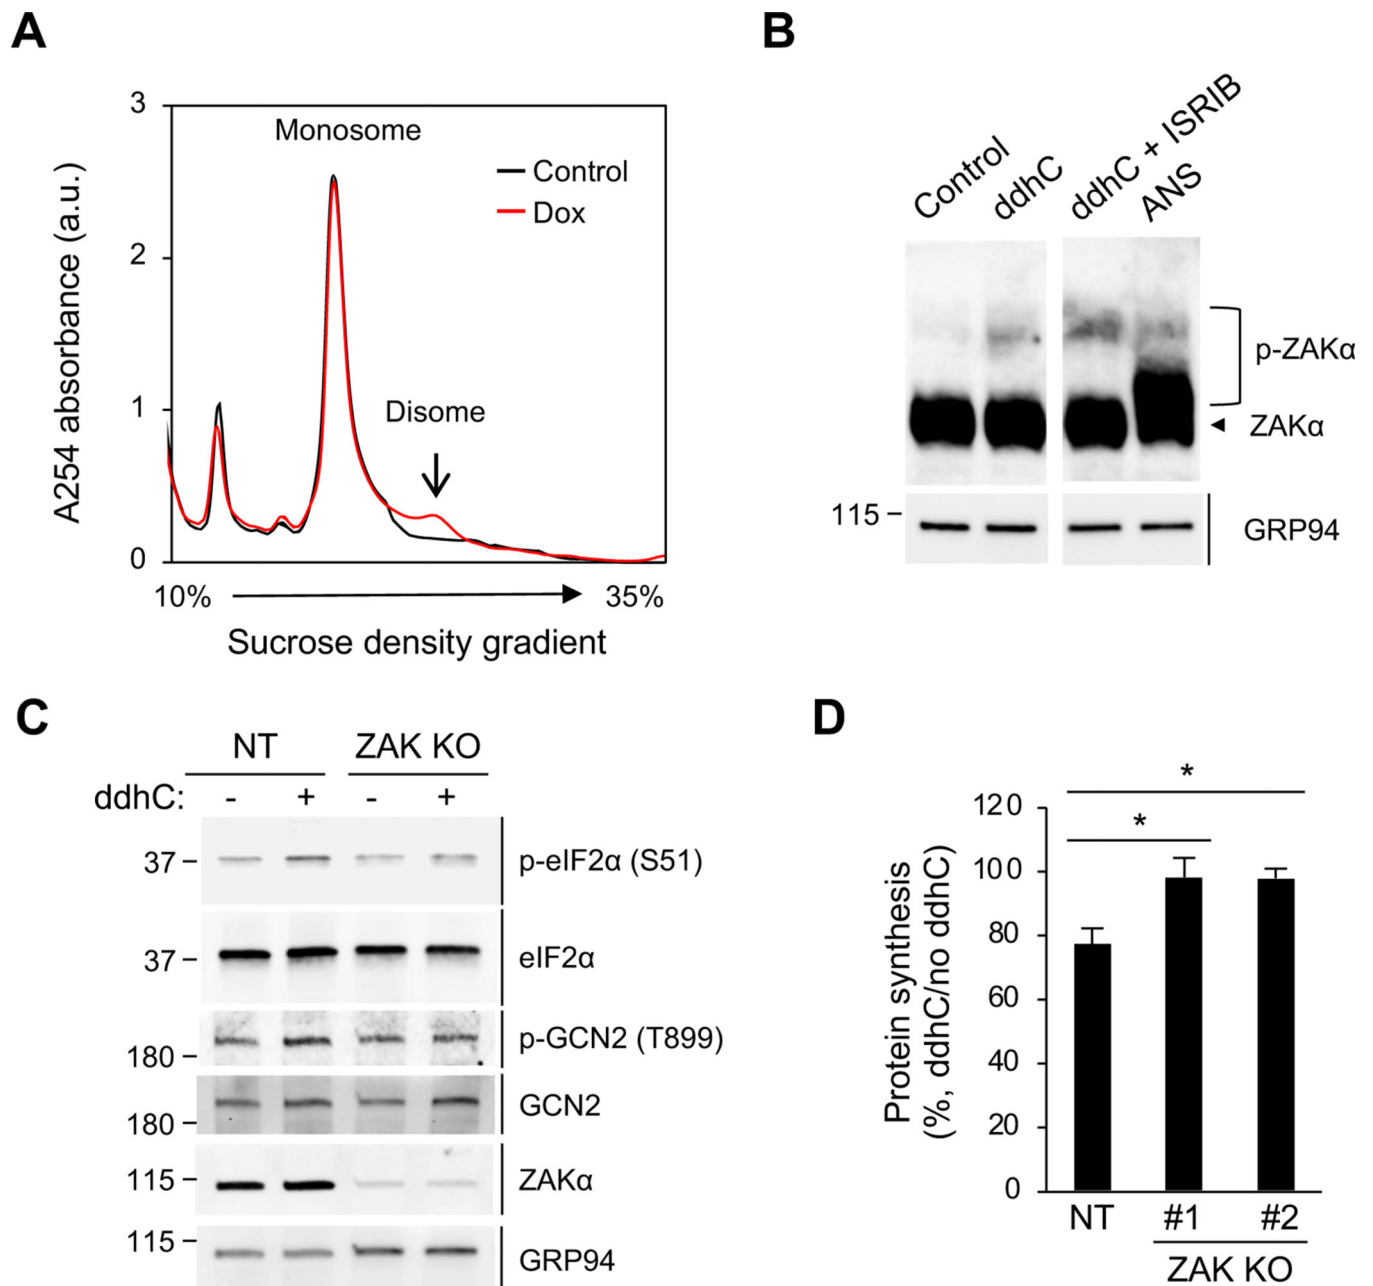 A
3
2
1
0
A254 absorbance (a.u.)
Monosome
Control
Dox
Disome
10%
35%
Sucrose density gradient
B
Control
ddhC
ddhC + ISRIB
ANS
p-ZAKα
ZAKα
115
GRP94
C
NT
ZAK KO
ddhC:
- + - +
37
p-eIF2α (S51)
37
eIF2α
180
p-GCN2 (T899)
180
GCN2
115
ZAKα
115
GRP94
D
Protein synthesis
(%, ddhC/no ddhC)
120
100
80
60
40
20
0
*
*
NT #1 #2
ZAK KO